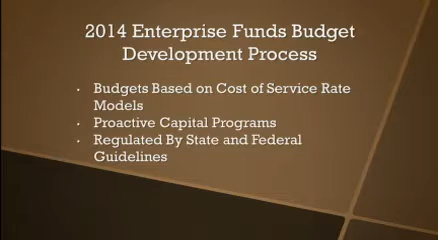 2014 Enterprise Funds Budget
Development Process
• Budgets Based on Cost of Service Rate
Models
• Proactive Capital Programs
• Regulated By State and Federal
Guidelines